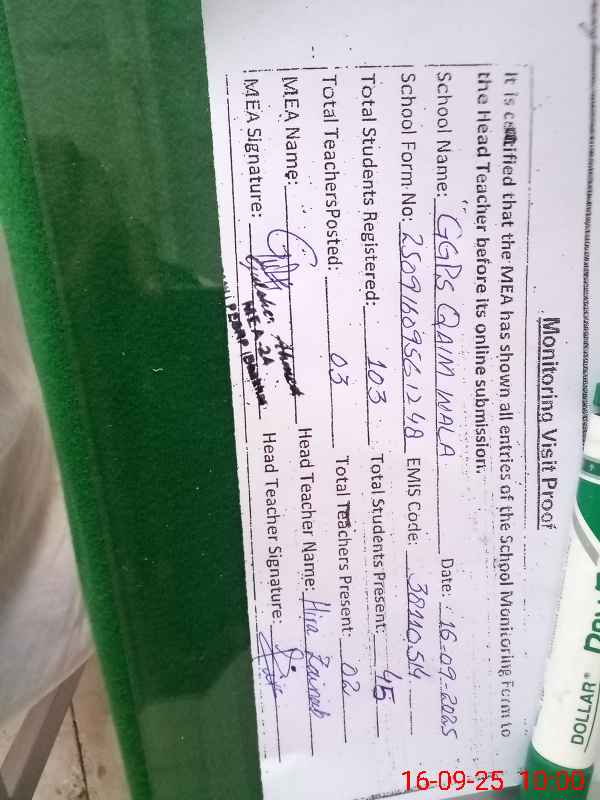 Monitoring Visit Proof
It is certified that the MEA has shown all entries of the School Monitoring Form to
the Head Teacher before its online submission.
School Name: GGPS QAIM WALA Date: 16-09-2025
School Form No: 250916095561248 EMIS Code: 38110514
Total Students Registered: 103 Total Students Present: 45
Total TeachersPosted: 03 Total Teachers Present: 02
MEA Name: Head Teacher Name: Hira Zainab
MEA Signature: Head Teacher Signature:
MEA 24
DOLLAR
16-09-25 10:00